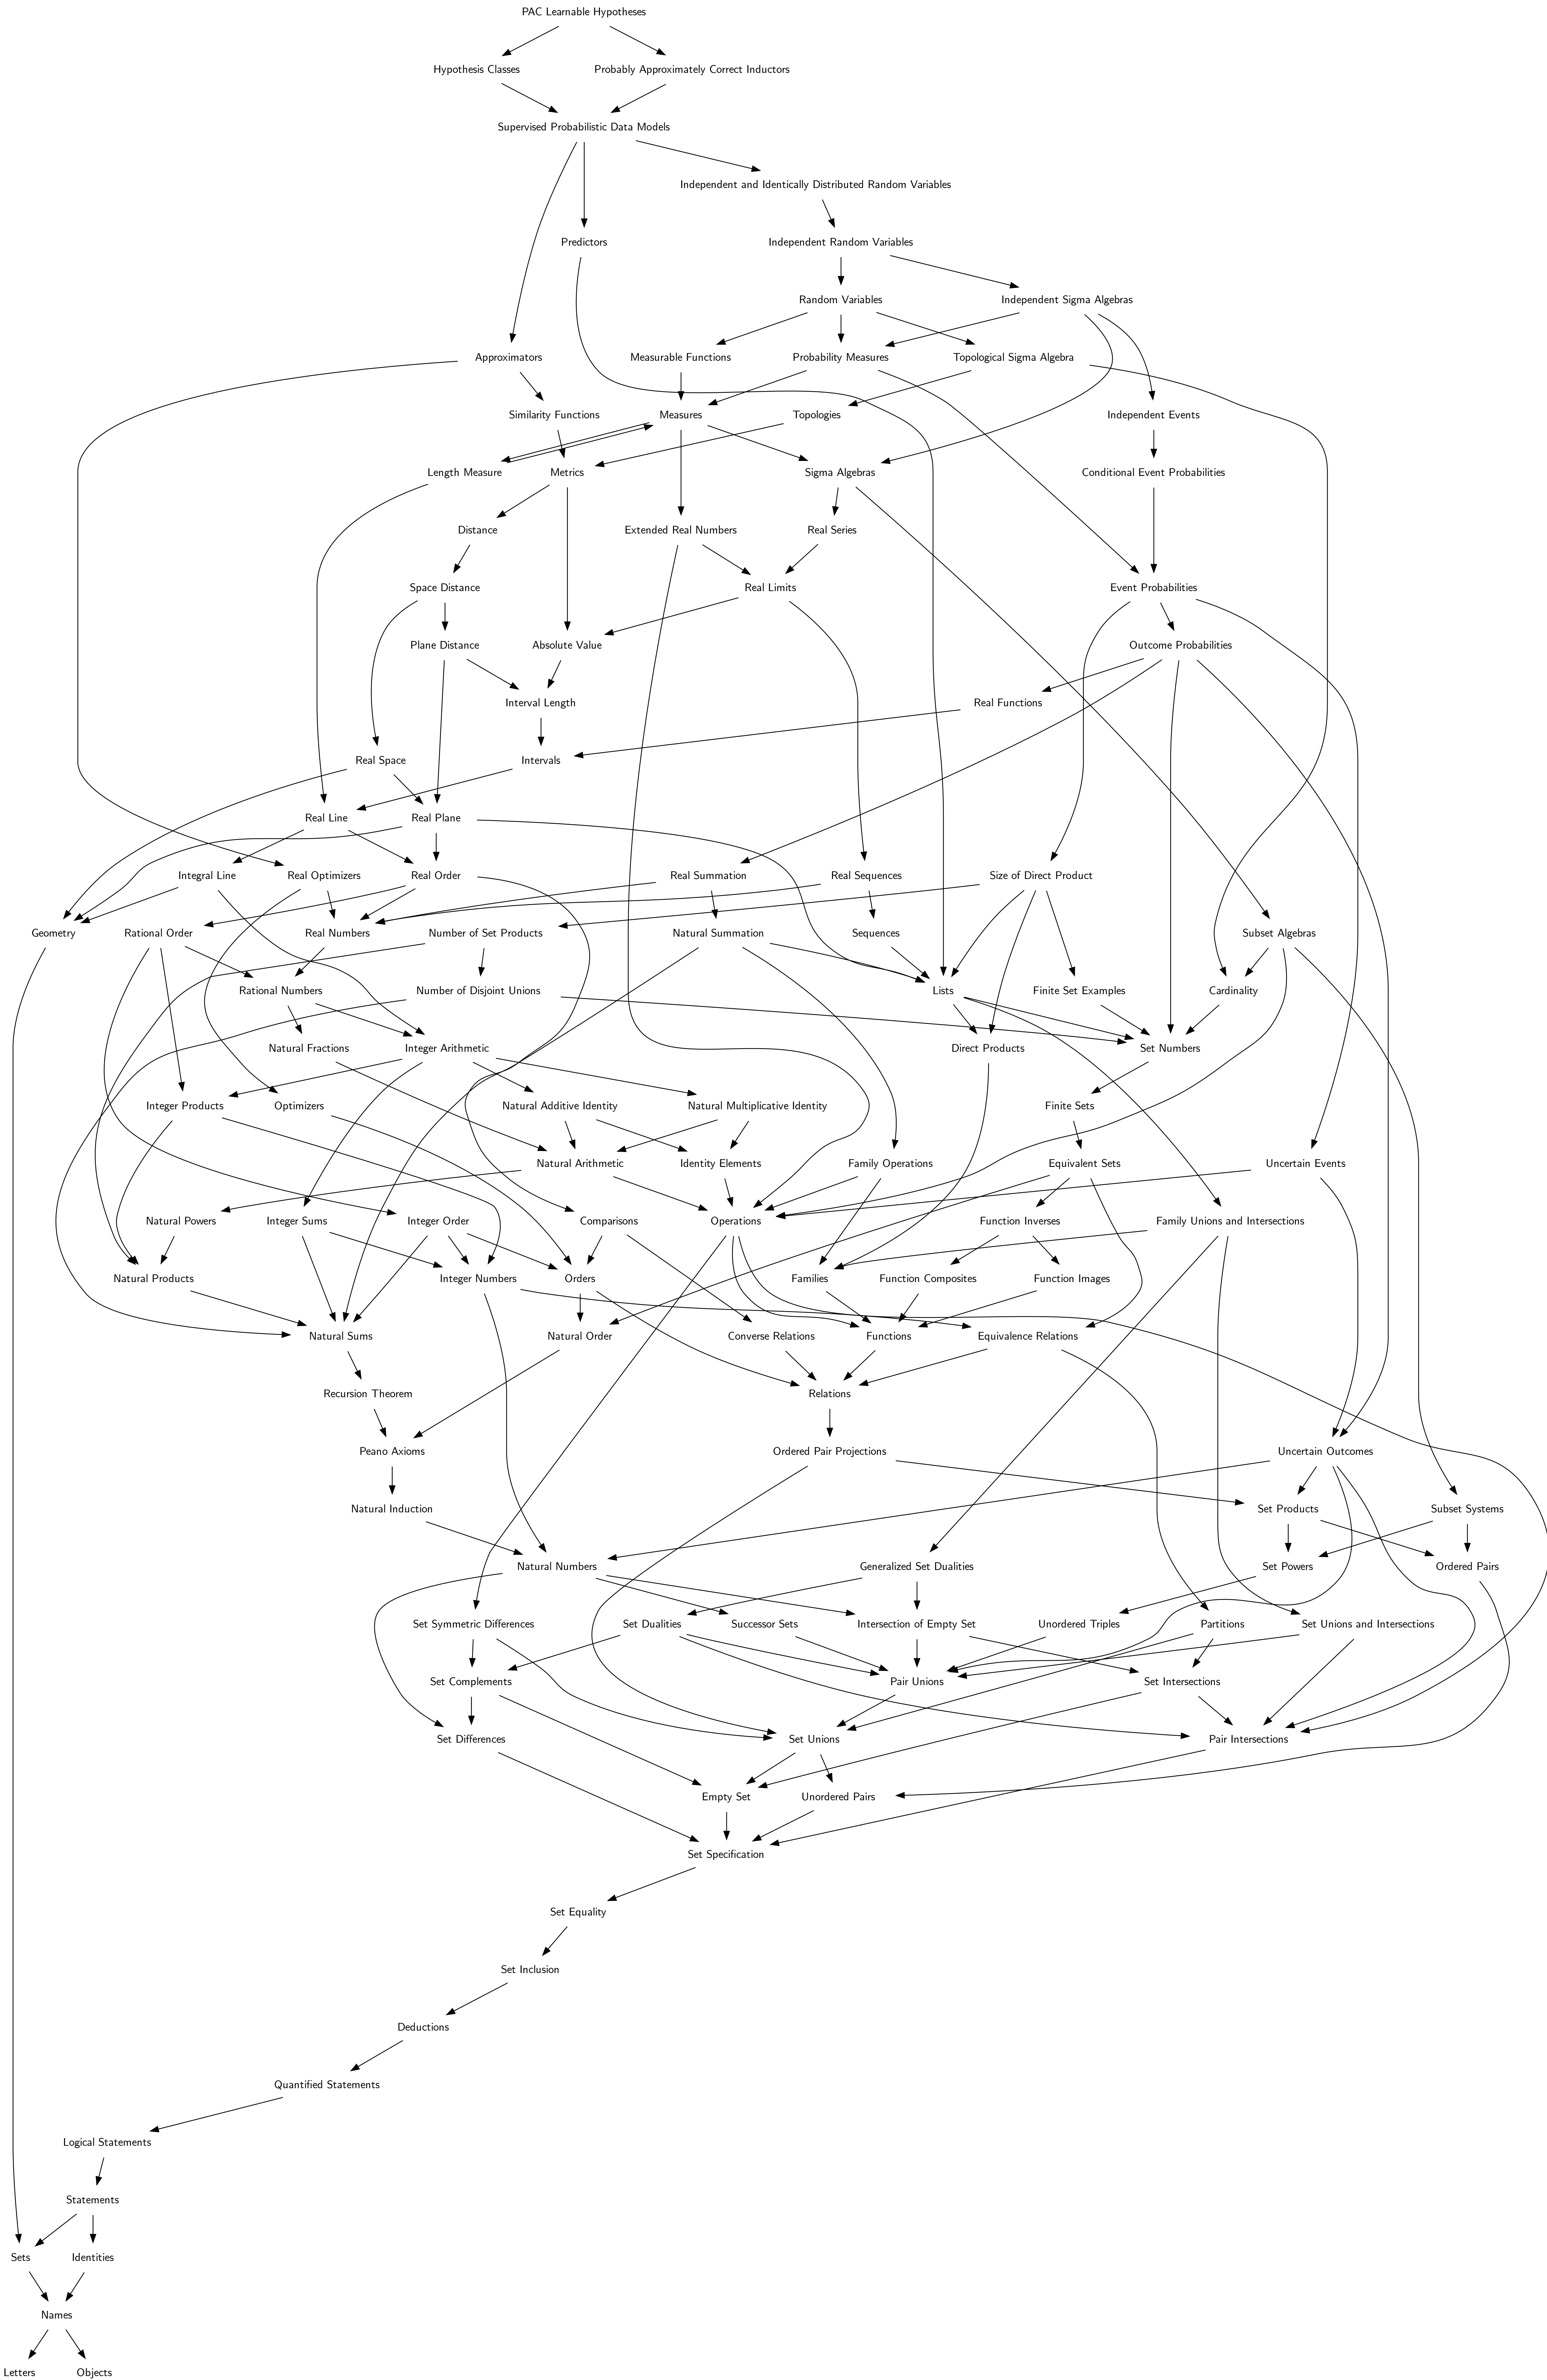 PAC Learnable Hypotheses
Hypothesis Classes
Probably Approximately Correct Inductors
Supervised Probabilistic Data Models
Independent and Identically Distributed Random Variables
Predictors
Independent Random Variables
Random Variables
Independent Sigma Algebras
Approximators
Measurable Functions
Probability Measures
Topological Sigma Algebra
Similarity Functions
Measures
Topologies
Independent Events
Length Measure
Metrics
Sigma Algebras
Conditional Event Probabilities
Distance
Extended Real Numbers
Real Series
Space Distance
Real Limits
Event Probabilities
Plane Distance
Absolute Value
Outcome Probabilities
Interval Length
Real Functions
Real Space
Intervals
Real Line
Real Plane
Integral Line
Real Optimizers
Real Order
Real Summation
Real Sequences
Size of Direct Product
Geometry
Rational Order
Real Numbers
Number of Set Products
Natural Summation
Sequences
Subset Algebras
Rational Numbers
Number of Disjoint Unions
Lists
Finite Set Examples
Cardinality
Natural Fractions
Integer Arithmetic
Direct Products
Set Numbers
Integer Products
Optimizers
Natural Additive Identity
Natural Multiplicative Identity
Finite Sets
Natural Arithmetic
Identity Elements
Family Operations
Equivalent Sets
Uncertain Events
Natural Powers
Integer Sums
Integer Order
Comparisons
Operations
Function Inverses
Family Unions and Intersections
Natural Products
Integer Numbers
Orders
Families
Function Composites
Function Images
Natural Sums
Natural Order
Converse Relations
Functions
Equivalence Relations
Recursion Theorem
Relations
Peano Axioms
Ordered Pair Projections
Uncertain Outcomes
Natural Induction
Set Products
Subset Systems
Natural Numbers
Generalized Set Dualities
Set Powers
Ordered Pairs
Set Symmetric Differences
Set Dualities
Successor Sets
Intersection of Empty Set
Unordered Triples
Partitions
Set Unions and Intersections
Set Complements
Pair Unions
Set Intersections
Set Differences
Set Unions
Pair Intersections
Empty Set
Unordered Pairs
Set Specification
Set Equality
Set Inclusion
Deductions
Quantified Statements
Logical Statements
Statements
Sets
Identities
Names
Letters
Objects